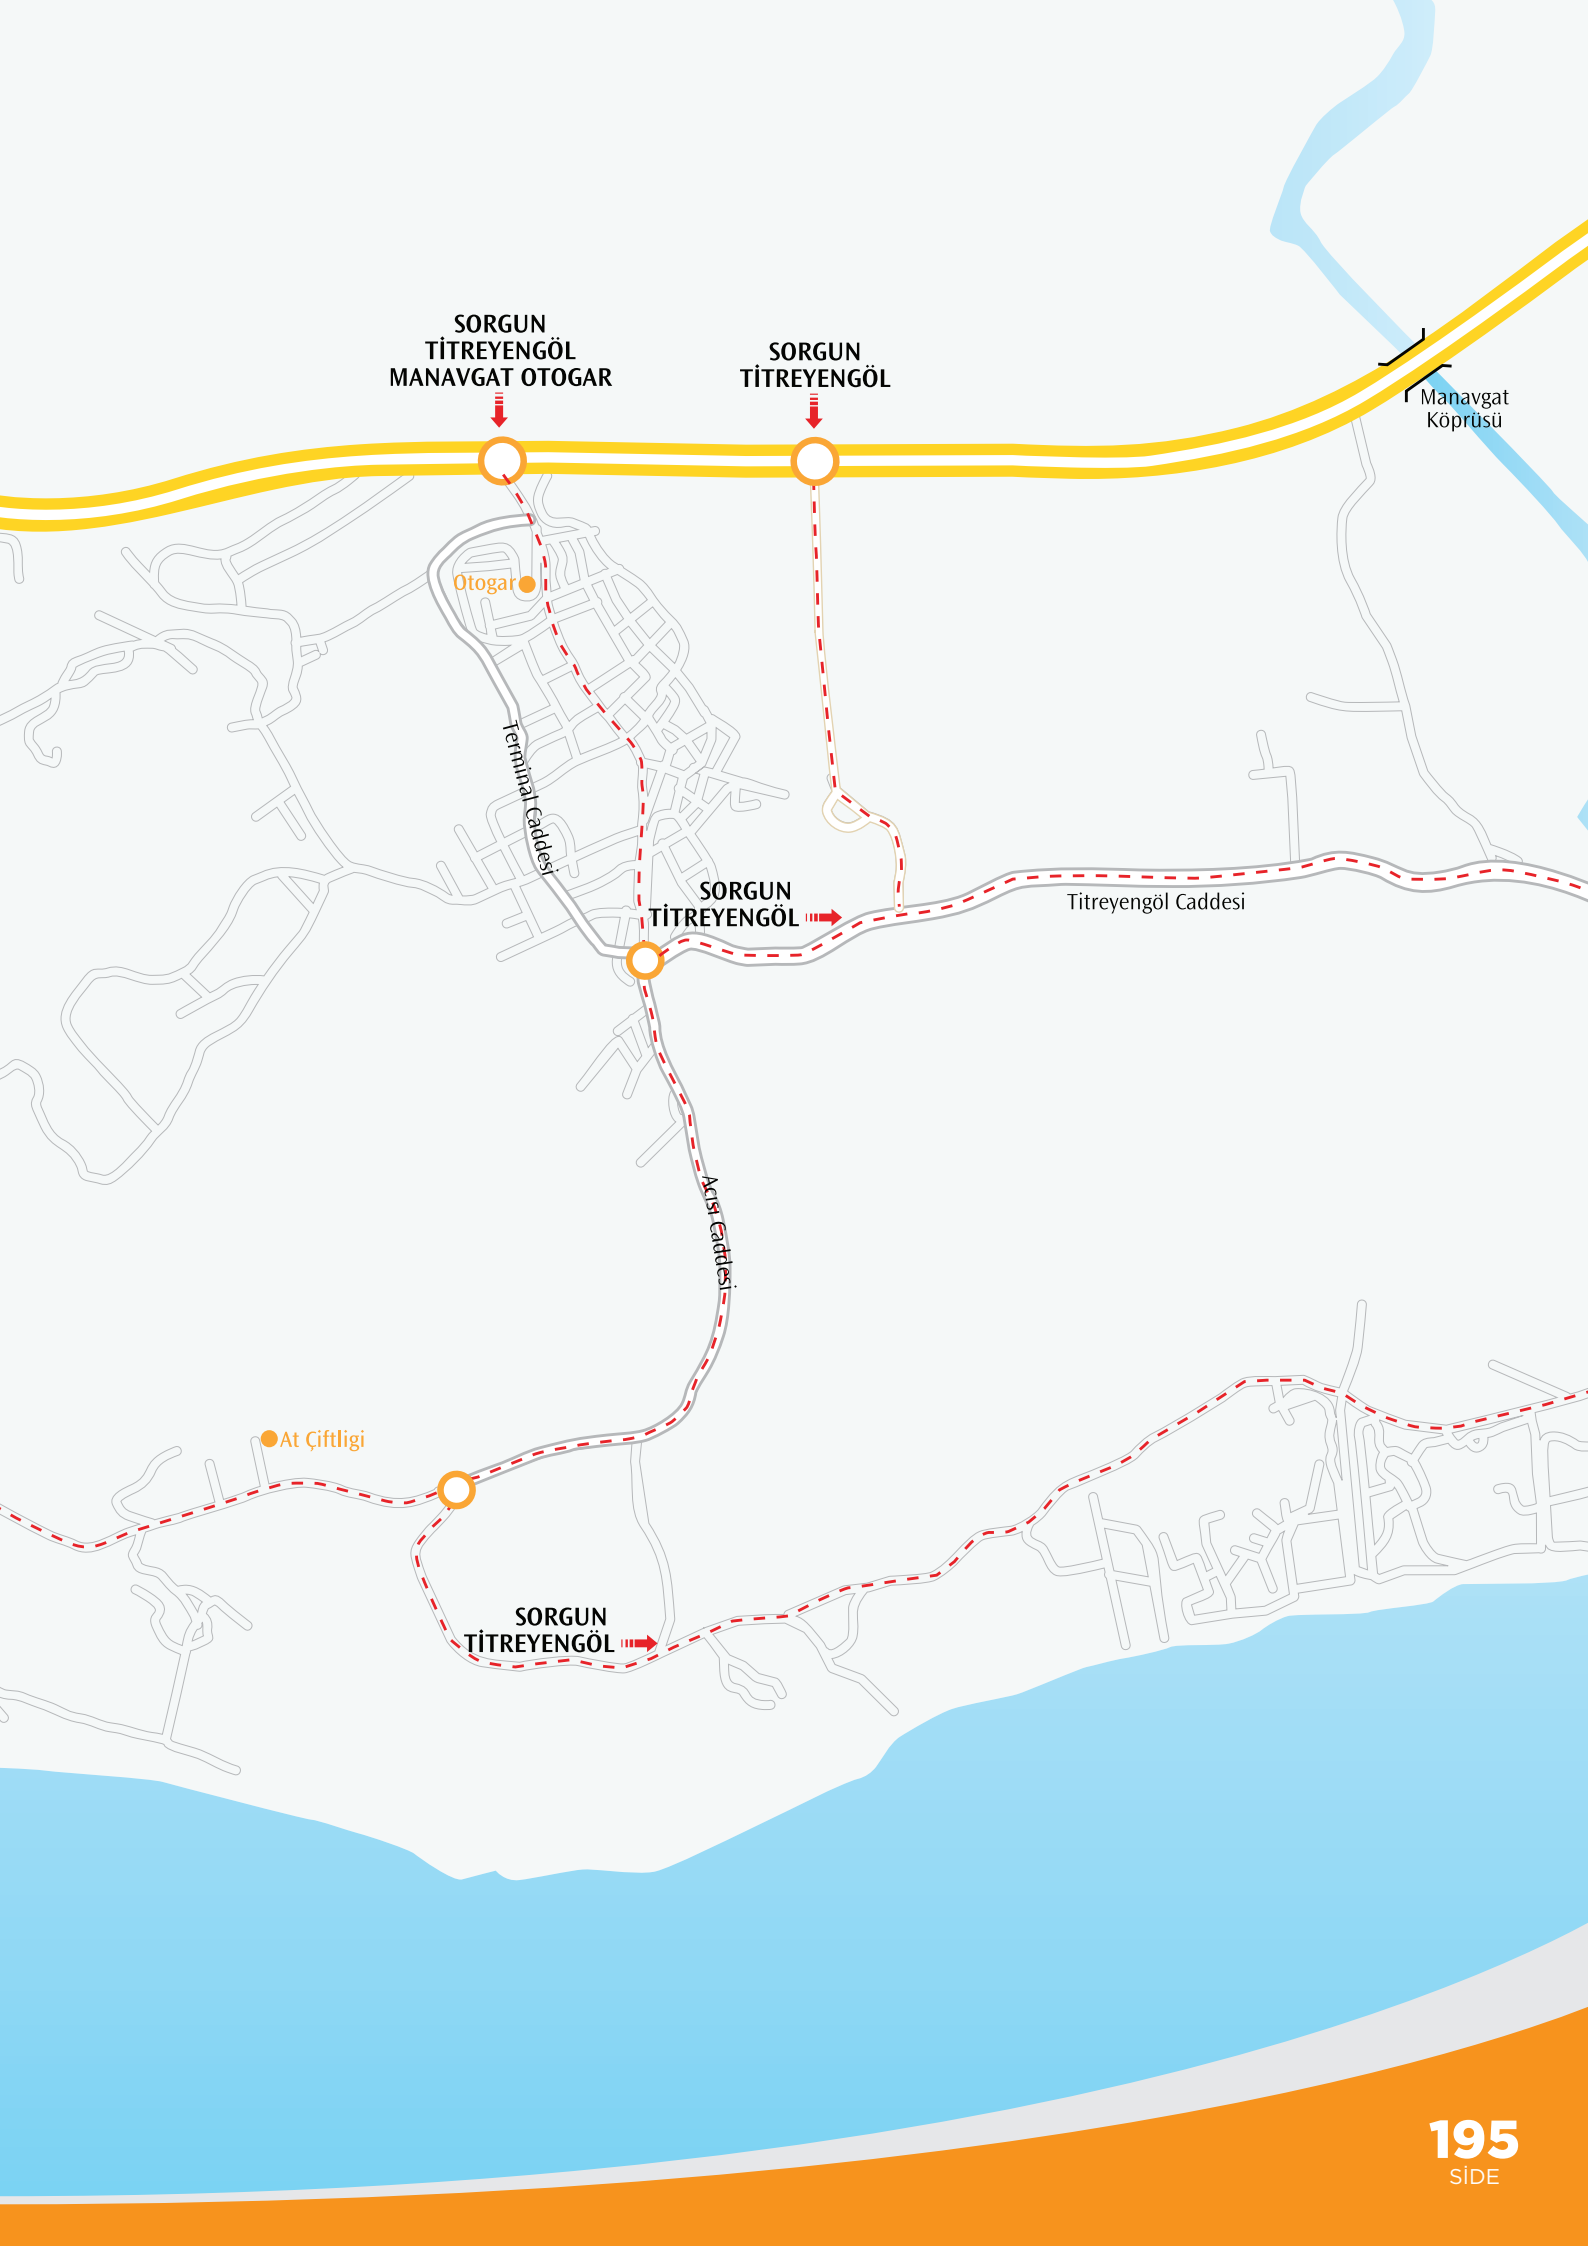 SORGUN
TİTREYENGÖL
MANAVGAT OTOGAR
SORGUN
TİTREYENGÖL
Manavgat
Köprüsü
Otogar
Terminal Caddesi
SORGUN
TİTREYENGÖL
Titreyengöl Caddesi
Acısı Caddesi
At Çiftligi
SORGUN
TİTREYENGÖL
195
SİDE